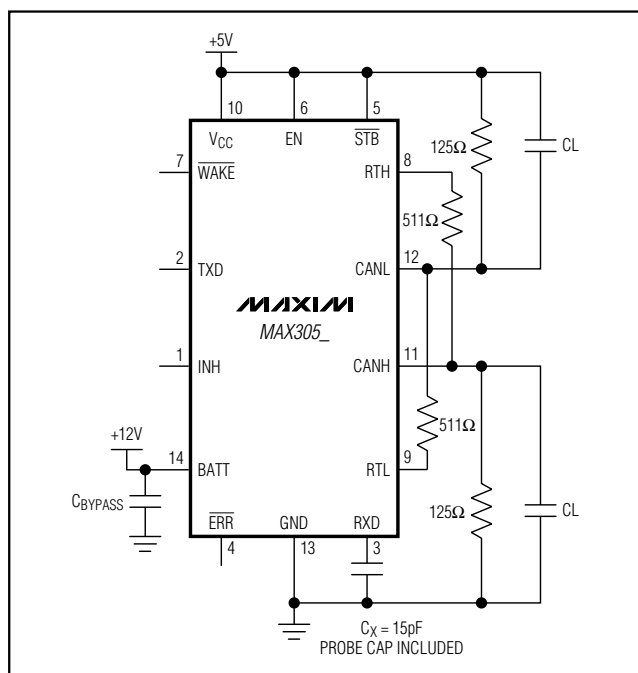 +5V
10
6
5
VCC
EN
STB
125Ω
CL
7
WAKE
RTH
8
511Ω
2
TXD
CANL
12
MAXIM
MAX305_
1
INH
CANH
11
+12V
511Ω
14
BATT
RTL
9
CBYPASS
ERR
GND
RXD
125Ω
CL
4
13
3
CX = 15pF
PROBE CAP INCLUDED